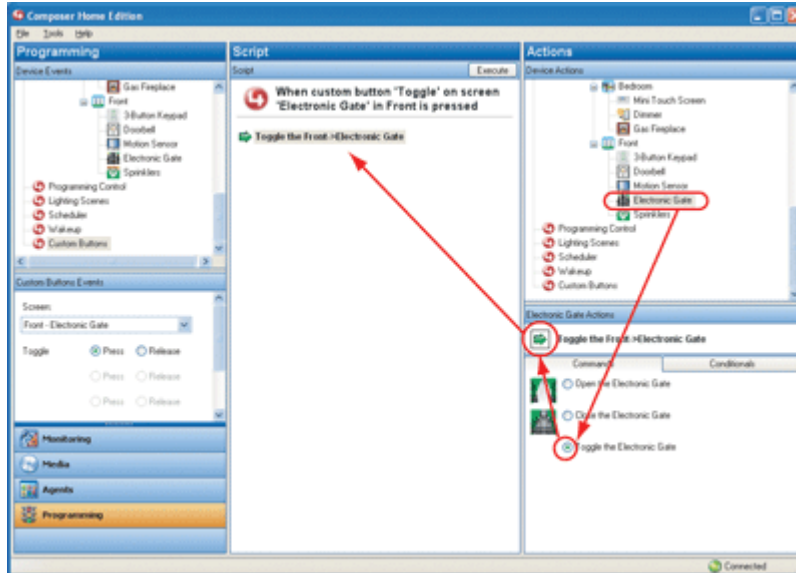 Composer Home Edition
File Tools Help
Programming
Device Events
Gas Fireplace
Front
3-Button Keypad
Doorbell
Motion Sensor
Electronic Gate
Sprinklers
Programming Control
Lighting Scenes
Scheduler
Wakeup
Custom Buttons
Custom Buttons Events
Screen:
Front - Electronic Gate
Toggle Press Release
Press Release
Press Release
Monitoring
Media
Agents
Programming
Script
Script Execute
When custom button 'Toggle' on screen
'Electronic Gate' in Front is pressed
Toggle the Front->Electronic Gate
Actions
Device Actions
Bedroom
Mini Touch Screen
Dimmer
Gas Fireplace
Front
3-Button Keypad
Doorbell
Motion Sensor
Electronic Gate
Sprinklers
Programming Control
Lighting Scenes
Scheduler
Wakeup
Custom Buttons
Electronic Gate Actions
Toggle the Front->Electronic Gate
Commands Conditionals
Open the Electronic Gate
Close the Electronic Gate
Toggle the Electronic Gate
Connected